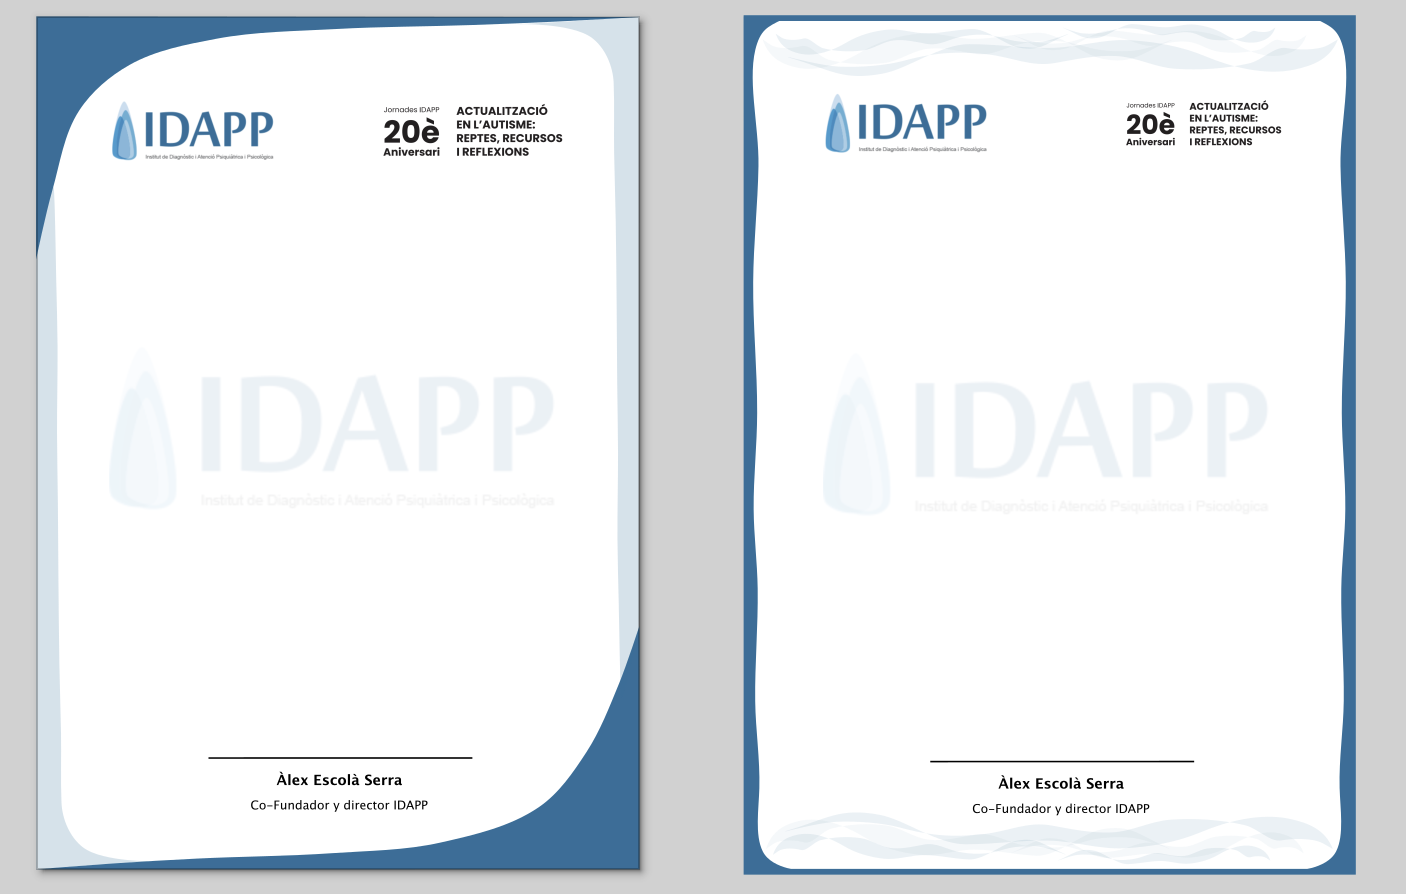 IDAPP
Institut de Diagnòstic i Atenció Psiquiàtrica i Psicològica
Jornades IDAPP
20è
Aniversari
ACTUALITZACIÓ
EN L'AUTISME:
REPTES, RECURSOS
I REFLEXIONS
IDAPP
Institut de Diagnòstic i Atenció Psiquiàtrica i Psicològica
Àlex Escolà Serra
Co-Fundador y director IDAPP
IDAPP
Institut de Diagnòstic i Atenció Psiquiàtrica i Psicològica
Jornades IDAPP
20è
Aniversari
ACTUALITZACIÓ
EN L'AUTISME:
REPTES, RECURSOS
I REFLEXIONS
IDAPP
Institut de Diagnòstic i Atenció Psiquiàtrica i Psicològica
Àlex Escolà Serra
Co-Fundador y director IDAPP